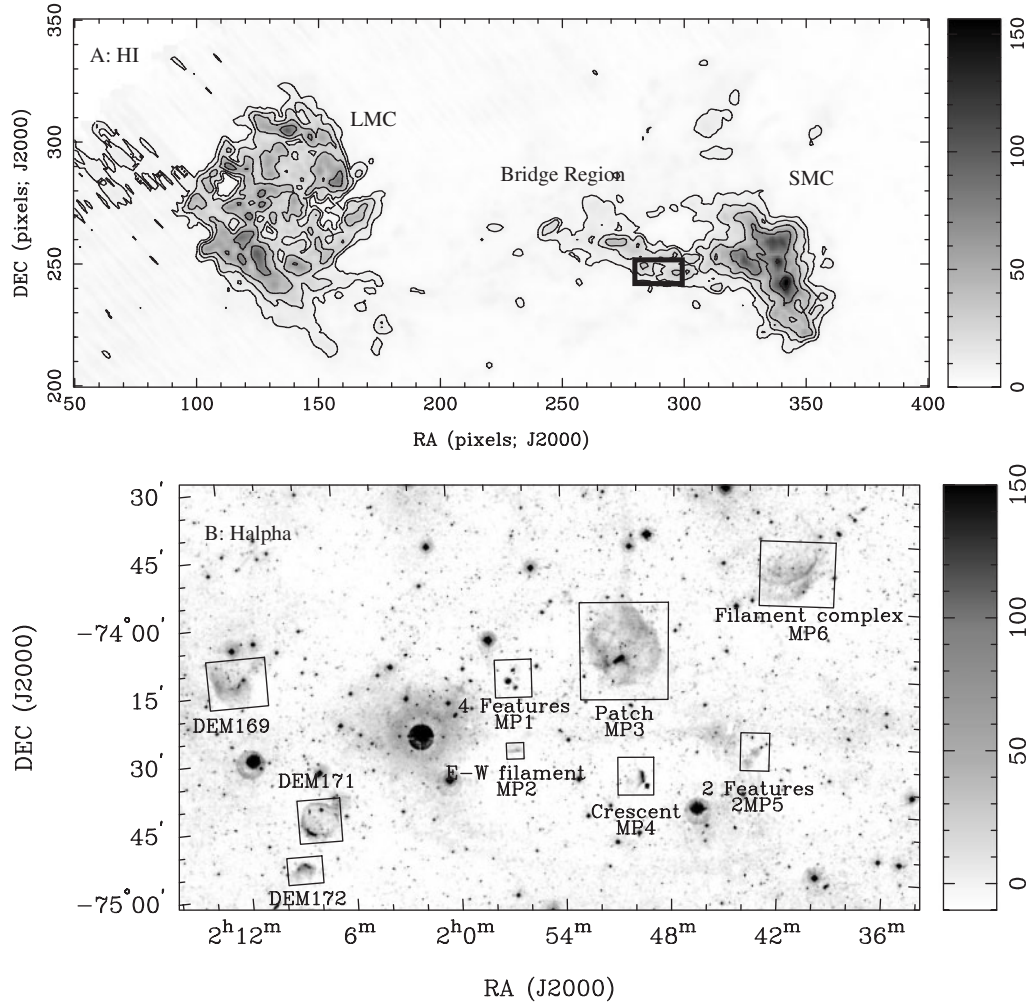 A: HI
LMC
Bridge Region
SMC
350
300
250
200
DEC (pixels; J2000)
50
100
150
200
250
300
350
400
RA (pixels; J2000)
150
100
50
0
B: Halpha
30′
45′
−74°00′
15′
30′
45′
−75°00′
DEC (J2000)
Filament complex
MP6
4 Features
MP1
Patch
MP3
DEM169
E−W filament
MP2
DEM171
2 Features
2MP5
Crescent
MP4
DEM172
2h12m
6m
2h0m
54m
48m
42m
36m
RA (J2000)
150
100
50
0